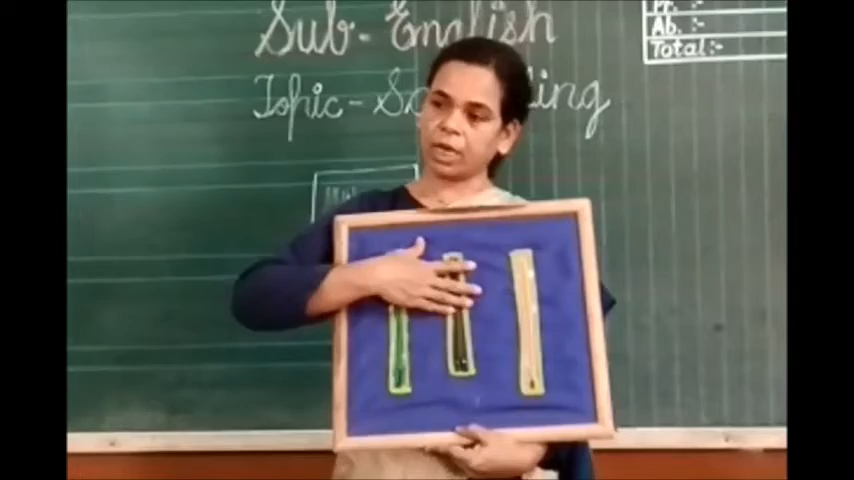 Sub- English
Topic-
Pr. :-
Ab. :-
Total :-